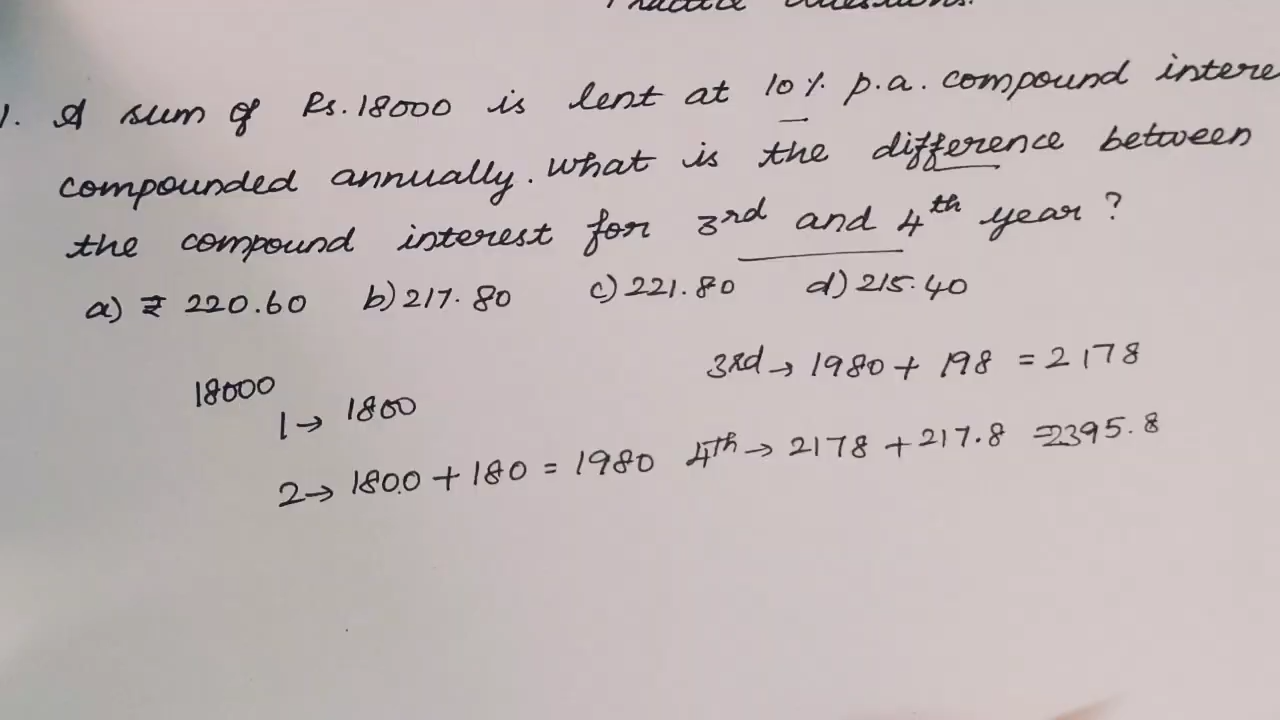 Practice Questions.
1. A sum of Rs.18000 is lent at 10% p.a. compound intere
compounded annually. What is the difference between
the compound interest for 3rd and 4th year?
a) ₹ 220.60 b) 217.80 c) 221.80 d) 215.40
18000
1→ 1800
2→ 1800 + 180 = 1980
3rd → 1980 + 198 = 2178
4th → 2178 + 217.8 = 2395.8